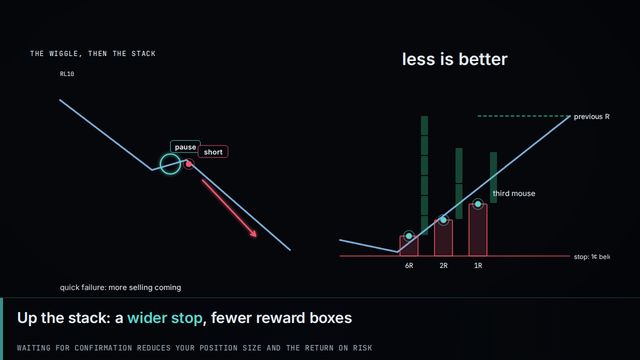 THE WIGGLE, THEN THE STACK
RL10
pause
short
quick failure: more selling coming
less is better
previous R
third mouse
6R 2R 1R
stop: 1¢
Up the stack: a wider stop, fewer reward boxes
WAITING FOR CONFIRMATION REDUCES YOUR POSITION SIZE AND THE RETURN ON RISK